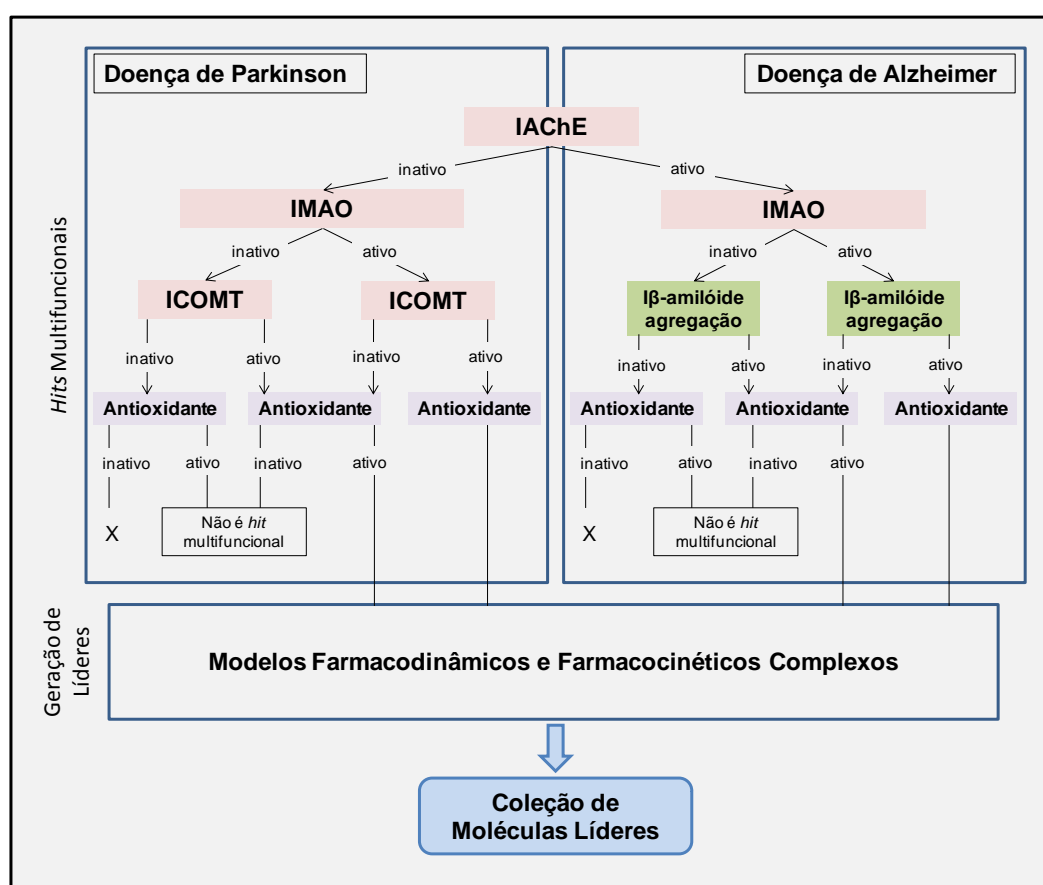 Doença de Parkinson
Doença de Alzheimer
IAChE
inativo
ativo
IMAO
IMAO
inativo
ativo
inativo
ativo
ICOMT
ICOMT
Iβ-amilóide
agregação
Iβ-amilóide
agregação
inativo
ativo
inativo
ativo
inativo
ativo
inativo
ativo
Antioxidante
Antioxidante
Antioxidante
Antioxidante
Antioxidante
Antioxidante
inativo
ativo
inativo
ativo
inativo
ativo
inativo
ativo
X
Não é hit
multifuncional
X
Não é hit
multifuncional
Hits Multifuncionais
Geração de
Líderes
Modelos Farmacodinâmicos e Farmacocinéticos Complexos
Coleção de
Moléculas Líderes